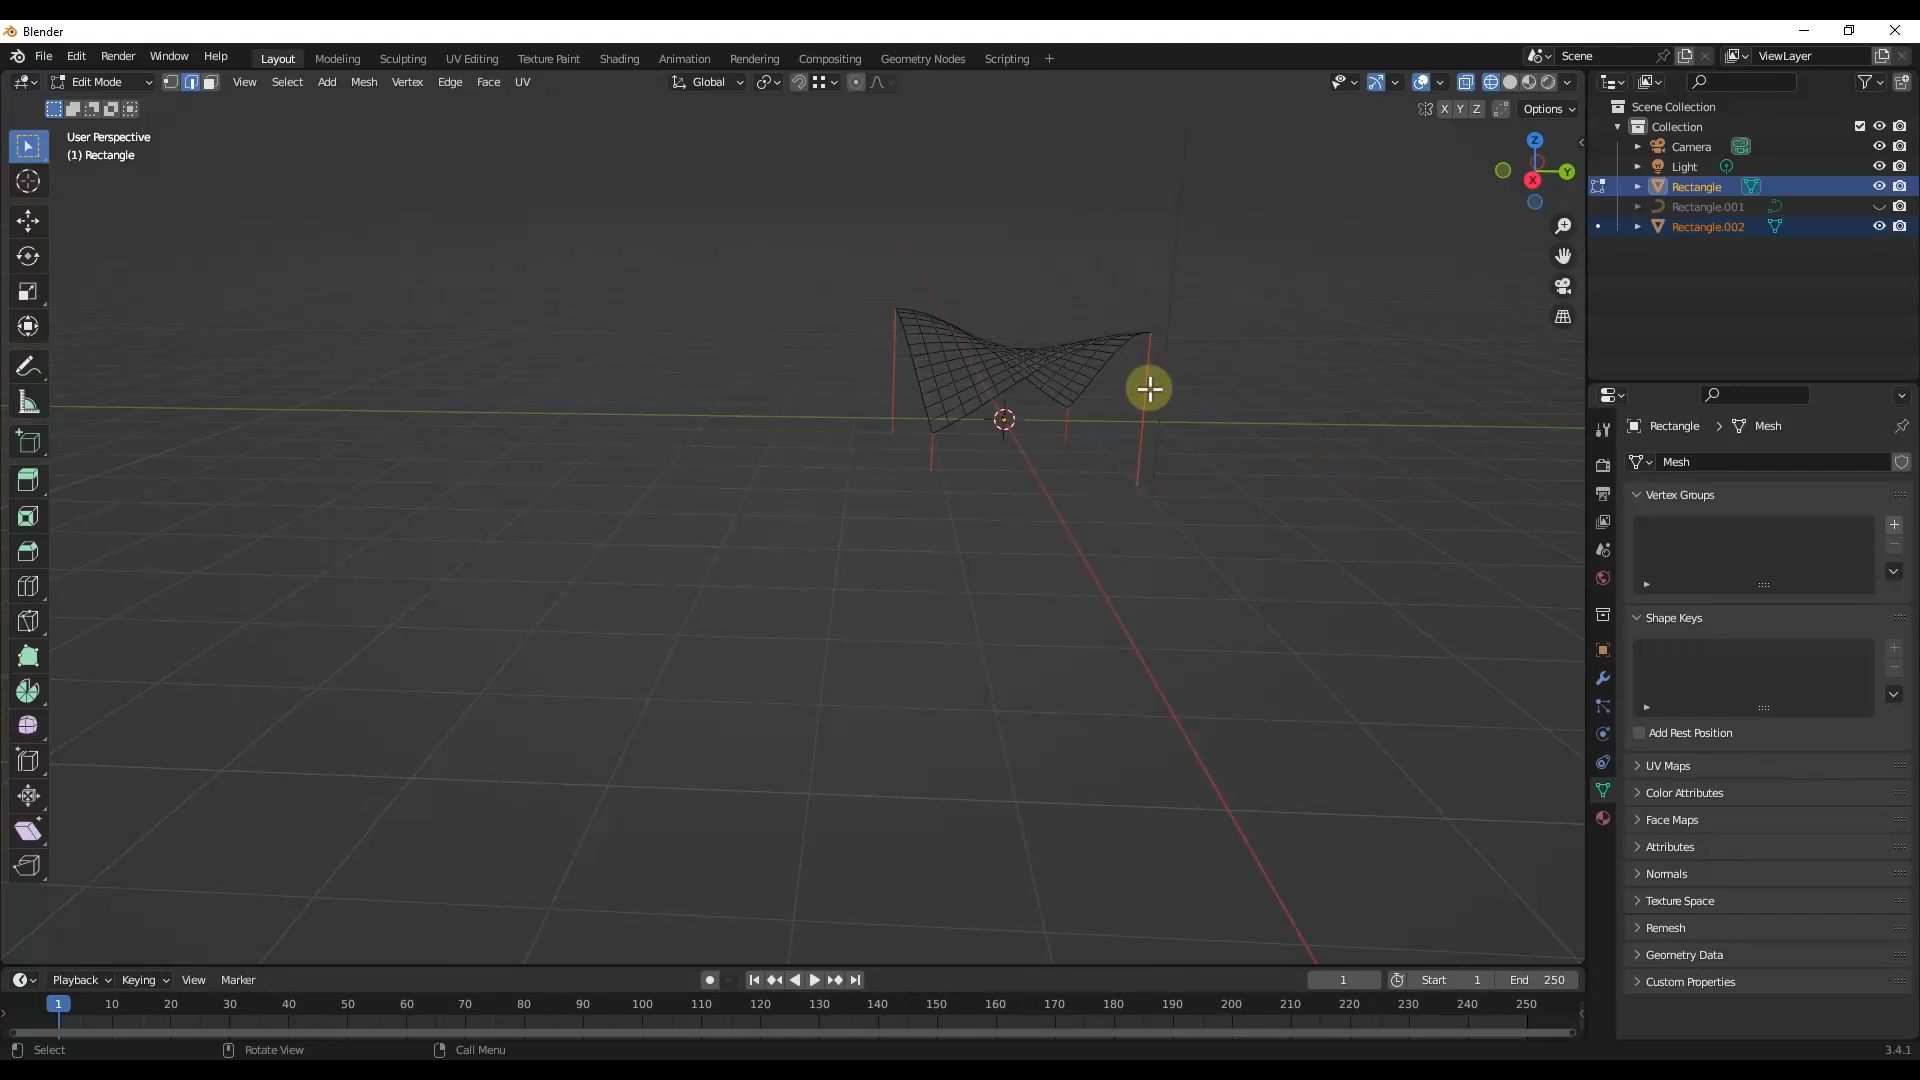 Blender
File Edit Render Window Help Layout Modeling Sculpting UV Editing Texture Paint Shading Animation Rendering Compositing Geometry Nodes Scripting + Scene ViewLayer
Edit Mode View Select Add Mesh Vertex Edge Face UV Global
X Y Z Options
User Perspective
(1) Rectangle
Z
Y
X
Scene Collection
Collection
Camera
Light
Rectangle
Rectangle.001
Rectangle.002
Rectangle > Mesh
Mesh
Vertex Groups
Shape Keys
Add Rest Position
UV Maps
Color Attributes
Face Maps
Attributes
Normals
Texture Space
Remesh
Geometry Data
Custom Properties
Playback Keying View Marker 1 Start 1 End 250
1 10 20 30 40 50 60 70 80 90 100 110 120 130 140 150 160 170 180 190 200 210 220 230 240 250
Select Rotate View Call Menu 3.4.1